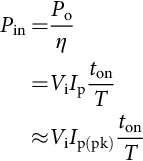 P_in = P_o / η
= V_i I_p t_on / T
≈ V_i I_p(pk) t_on / T